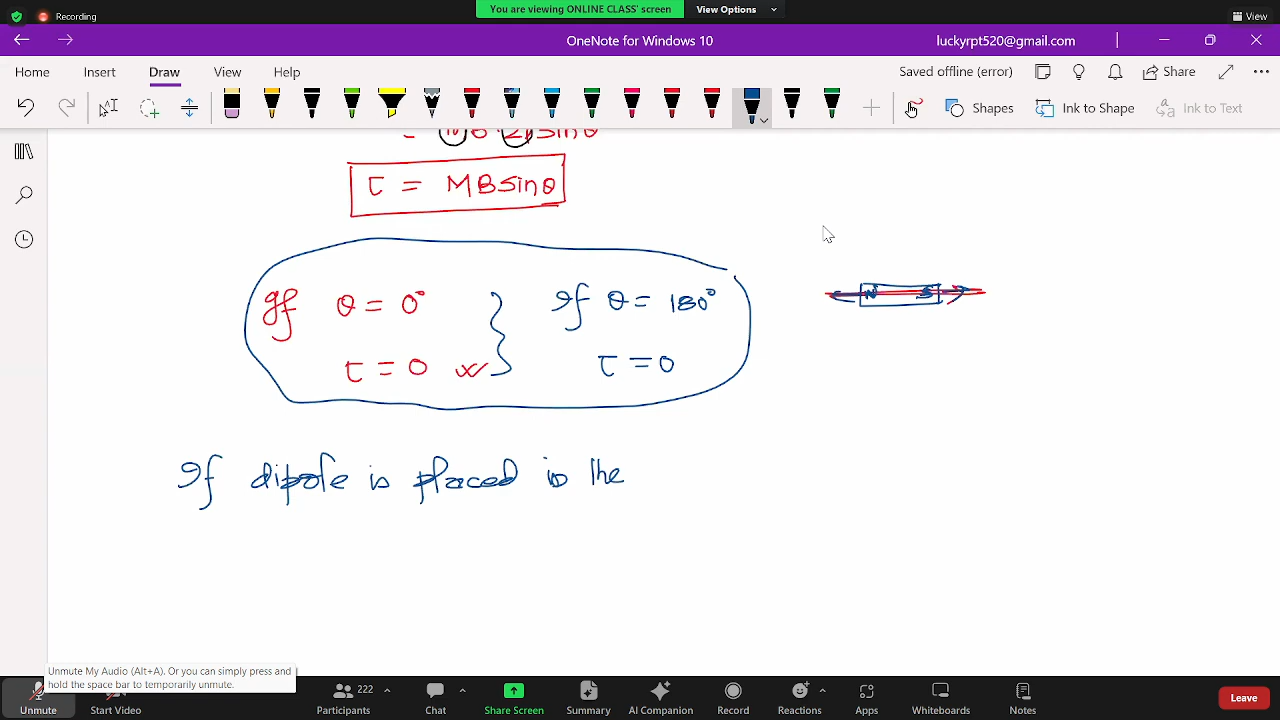 Recording
You are viewing ONLINE CLASS' screen
View Options
View
OneNote for Windows 10
luckyrpt520@gmail.com
Home Insert Draw View Help
Saved offline (error)
Share
Shapes
Ink to Shape
Ink to Text
τ = MB sinθ
If θ = 0°
If θ = 180°
τ = 0
τ = 0
N S
If dipole is placed in the
Unmute My Audio (Alt+A). Or you can simply press and
hold the space bar to temporarily unmute.
Unmute
Start Video
222
Participants
Chat
Share Screen
Summary
AI Companion
Record
Reactions
Apps
Whiteboards
Notes
Leave